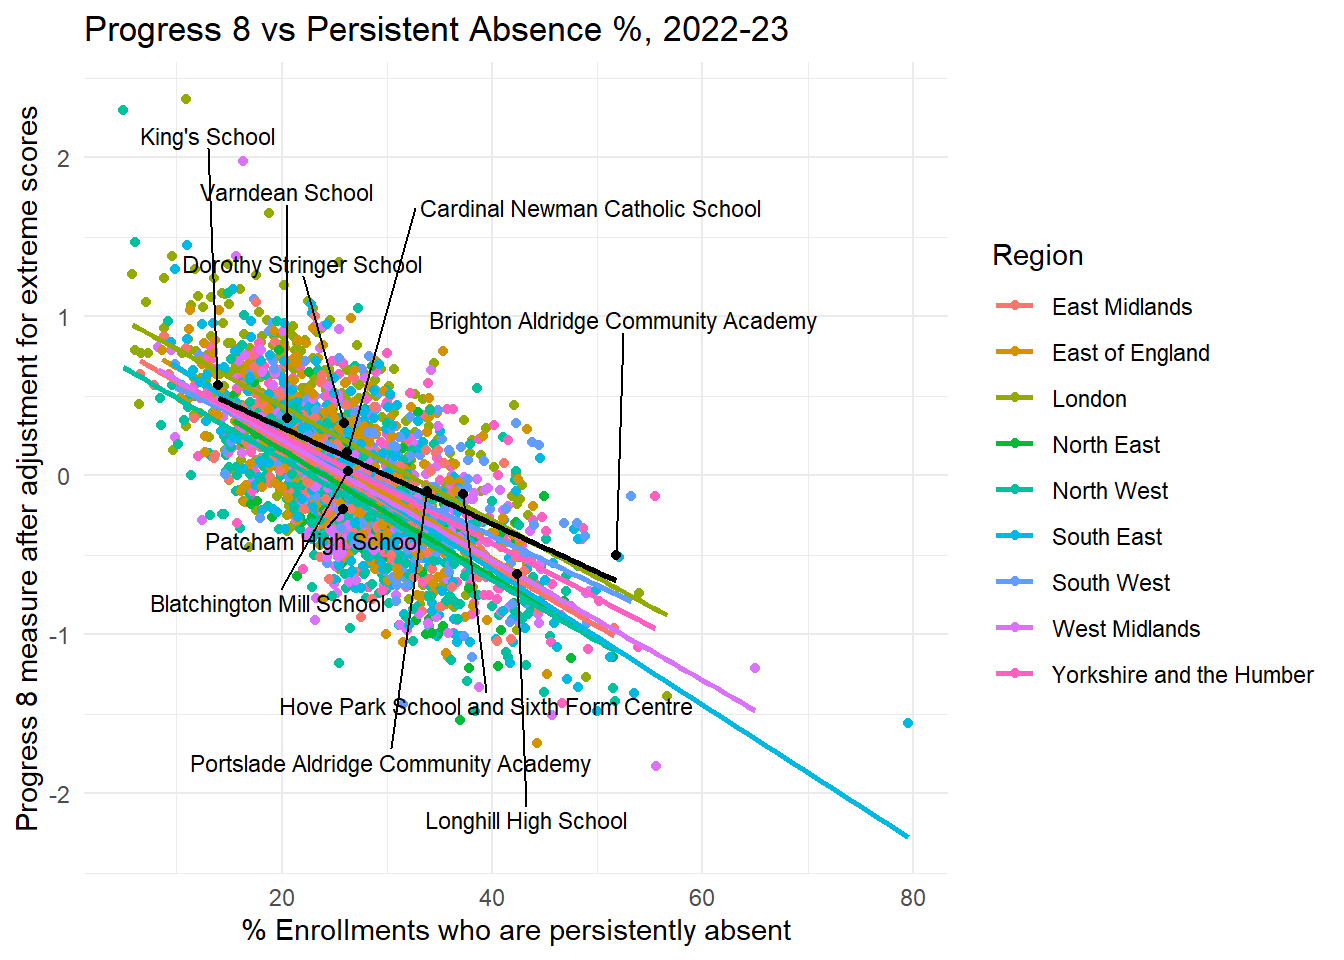 Progress 8 vs Persistent Absence %, 2022-23
Progress 8 measure after adjustment for extreme scores
2
1
0
-1
-2
King's School
Varndean School
Cardinal Newman Catholic School
Dorothy Stringer School
Brighton Aldridge Community Academy
Patcham High School
Blatchington Mill School
Hove Park School and Sixth Form Centre
Portslade Aldridge Community Academy
Longhill High School
20
40
60
80
% Enrollments who are persistently absent
Region
East Midlands
East of England
London
North East
North West
South East
South West
West Midlands
Yorkshire and the Humber